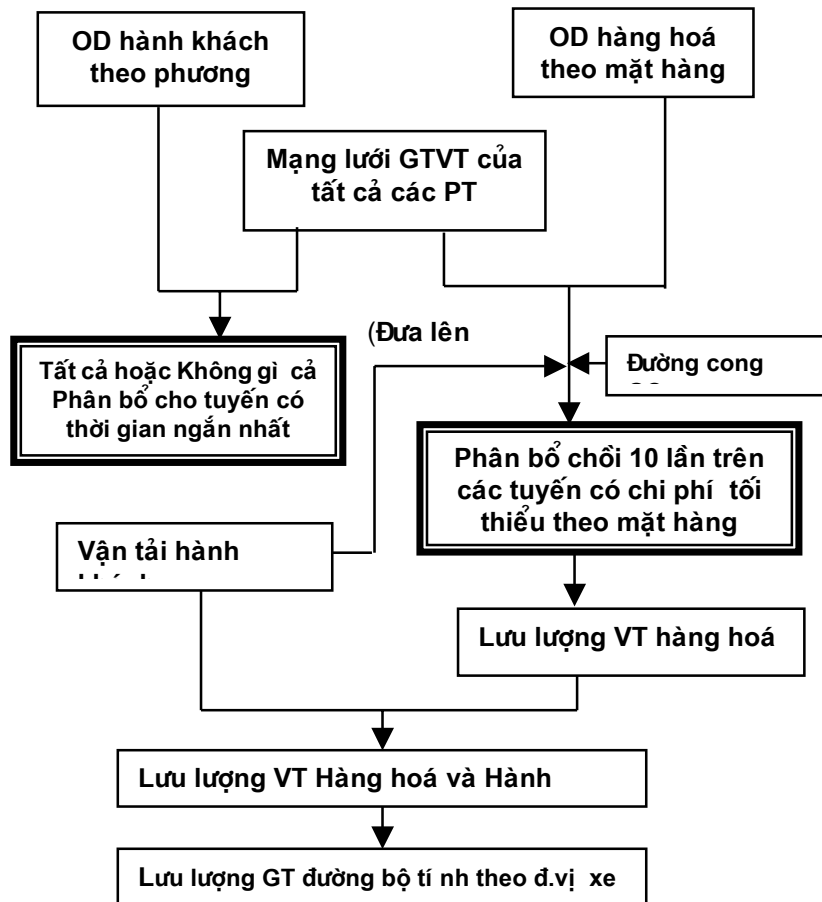 OD hành khách
theo phương
OD hàng hoá
theo mặt hàng
Mạng lưới GTVT của
tất cả các PT
(Đưa lên
Đường cong
Tất cả hoặc Không gì cả
Phân bổ cho tuyến có
thời gian ngắn nhất
Phân bổ chồi 10 lần trên
các tuyến có chi phí tối
thiểu theo mặt hàng
Vận tải hành
Lưu lượng VT hàng hoá
Lưu lượng VT Hàng hoá và Hành
Lưu lượng GT đường bộ tí nh theo đ.vị xe